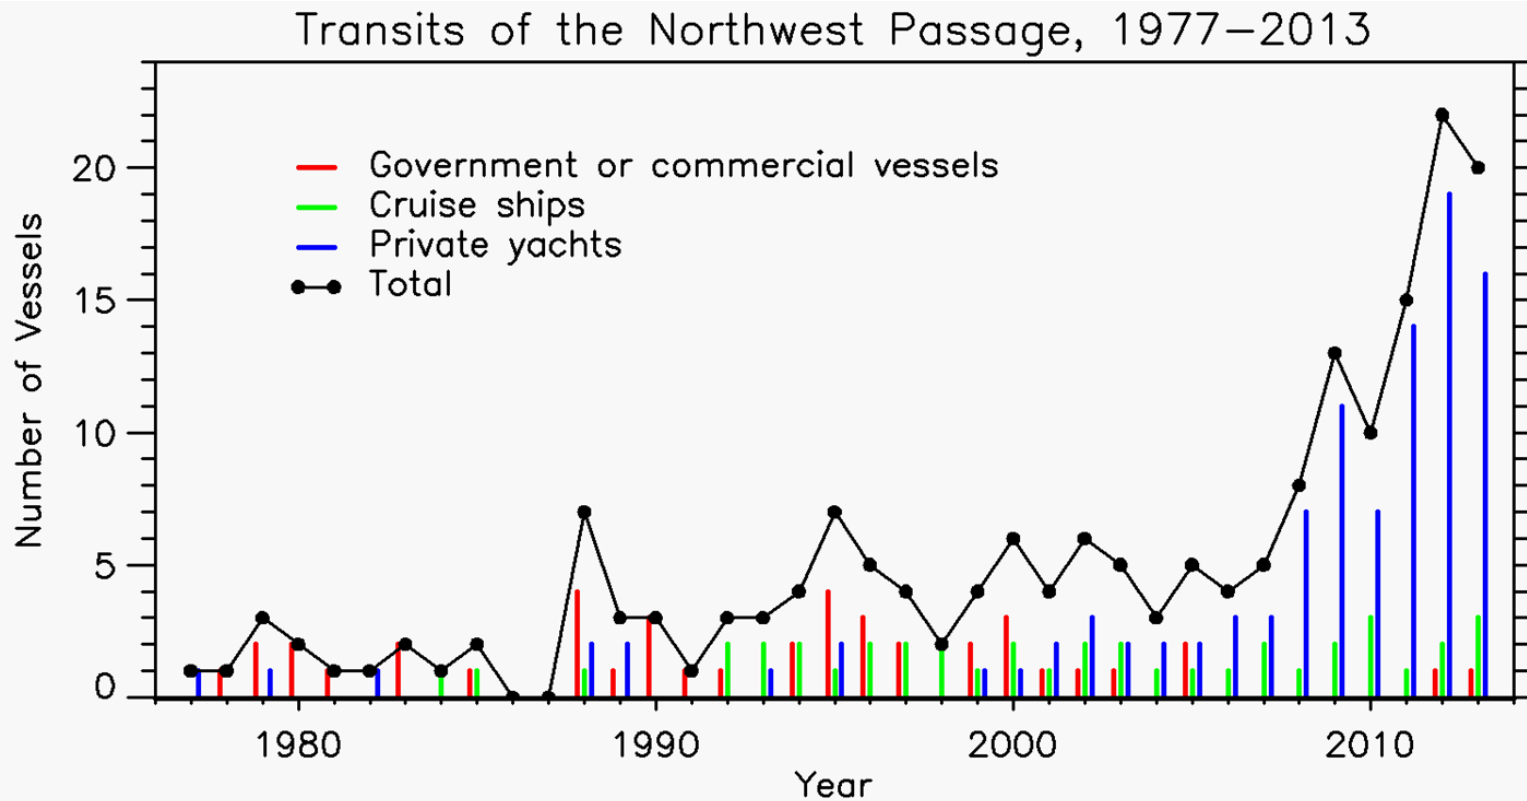 Transits of the Northwest Passage, 1977–2013
Number of Vessels
20
15
10
5
0
Government or commercial vessels
Cruise ships
Private yachts
Total
1980 1990 2000 2010
Year